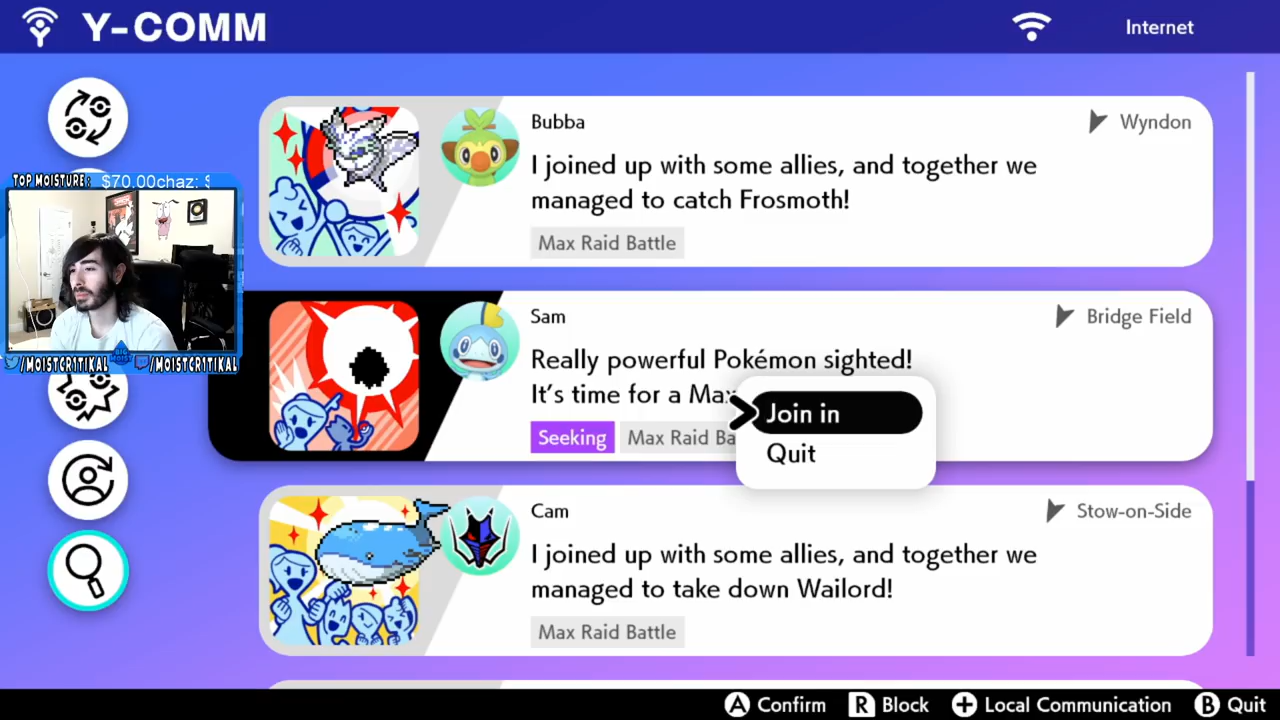 Y-COMM
Internet
Bubba
Wyndon
I joined up with some allies, and together we
managed to catch Frosmoth!
Max Raid Battle
TOP MOISTURE: $70.00chaz: $
Sam
Bridge Field
Really powerful Pokémon sighted!
It's time for a Max
Seeking
Max Raid Ba
Join in
Quit
BIG
MOIST
/MOISTCR1TIKAL /MOISTCR1TIKAL
Cam
Stow-on-Side
I joined up with some allies, and together we
managed to take down Wailord!
Max Raid Battle
A Confirm R Block + Local Communication B Quit